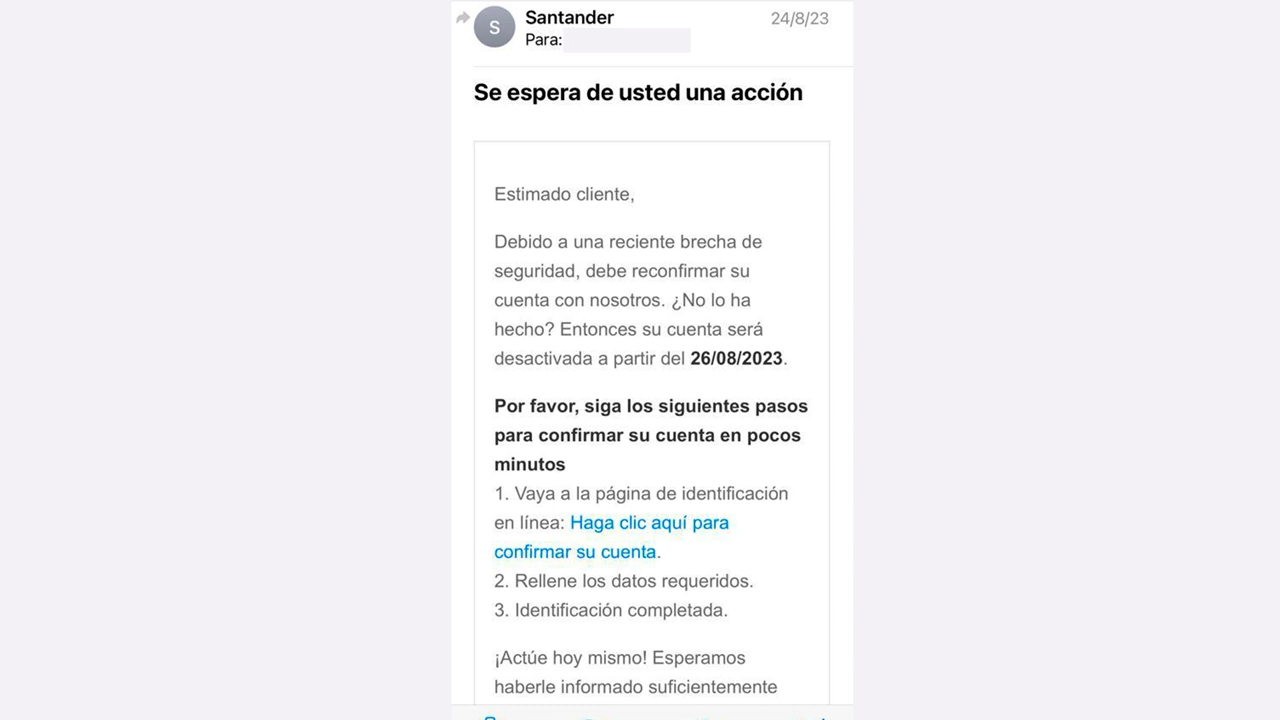 Santander
24/8/23
S
Para:
Se espera de usted una acción
Estimado cliente,
Debido a una reciente brecha de
seguridad, debe reconfirmar su
cuenta con nosotros. ¿No lo ha
hecho? Entonces su cuenta será
desactivada a partir del 26/08/2023.
Por favor, siga los siguientes pasos
para confirmar su cuenta en pocos
minutos
1. Vaya a la página de identificación
en línea: Haga clic aquí para
confirmar su cuenta.
2. Rellene los datos requeridos.
3. Identificación completada.
¡Actúe hoy mismo! Esperamos
haberle informado suficientemente